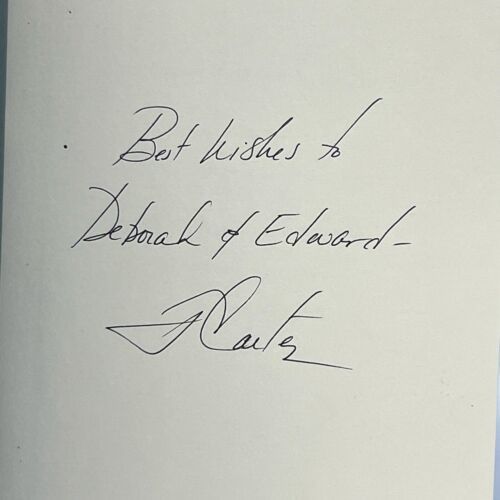 Best wishes to
Deborah & Edward-
J Carter